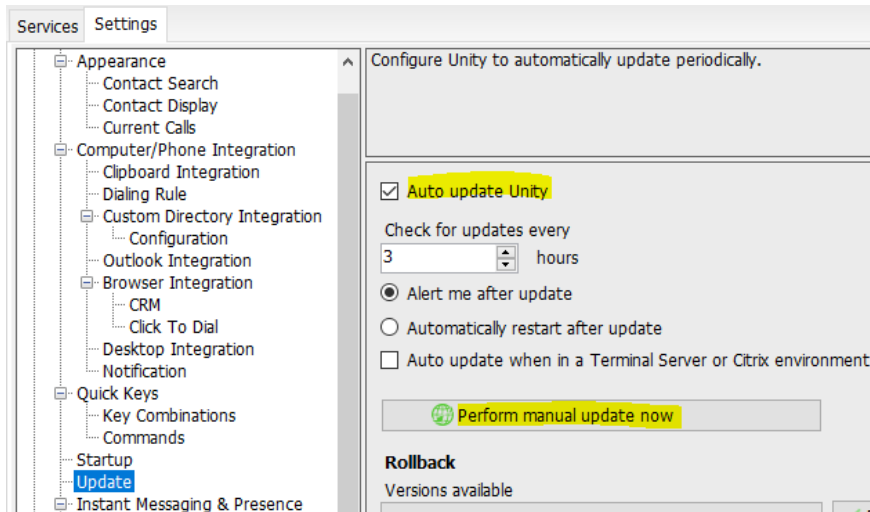 Services
Settings
Appearance
Contact Search
Contact Display
Current Calls
Computer/Phone Integration
Clipboard Integration
Dialing Rule
Custom Directory Integration
Configuration
Outlook Integration
Browser Integration
CRM
Click To Dial
Desktop Integration
Notification
Quick Keys
Key Combinations
Commands
Startup
Update
Instant Messaging & Presence
Configure Unity to automatically update periodically.
Auto update Unity
Check for updates every
3 hours
Alert me after update
Automatically restart after update
Auto update when in a Terminal Server or Citrix environment
Perform manual update now
Rollback
Versions available